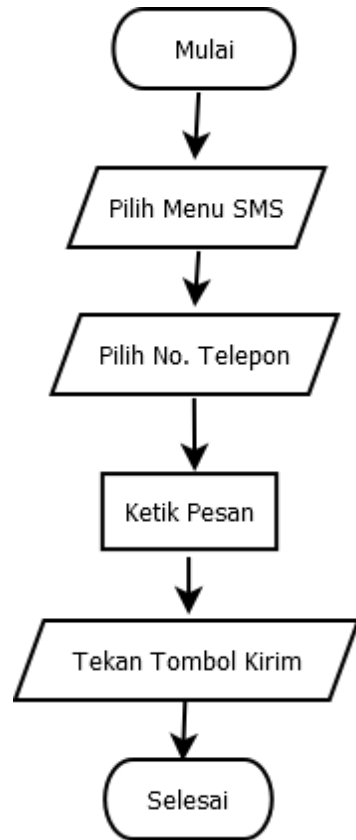 Mulai
Pilih Menu SMS
Pilih No. Telepon
Ketik Pesan
Tekan Tombol Kirim
Selesai